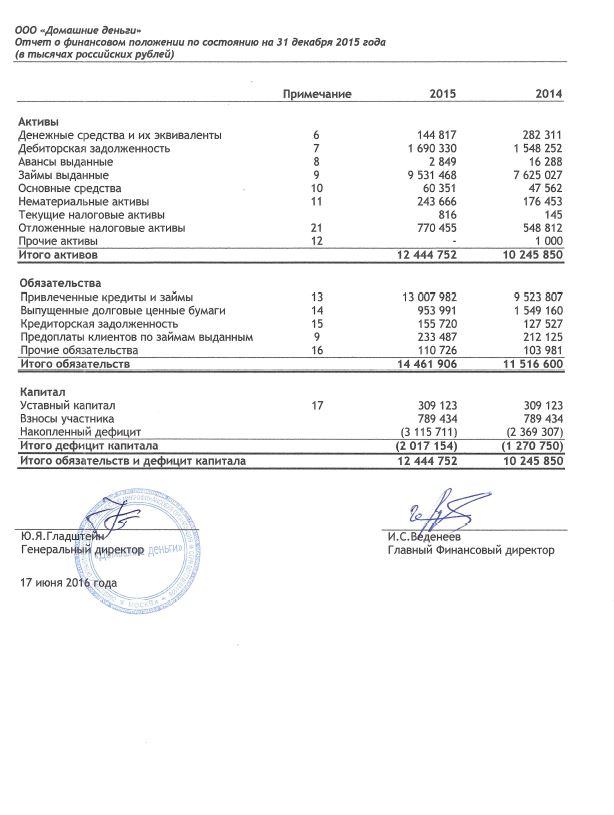 ООО «Домашние деньги»
Отчет о финансовом положении по состоянию на 31 декабря 2015 года
(в тысячах российских рублей)
Примечание 2015 2014
Активы
Денежные средства и их эквиваленты 6 144 817 282 311
Дебиторская задолженность 7 1 690 330 1 548 252
Авансы выданные 8 2 849 16 288
Займы выданные 9 9 531 468 7 625 027
Основные средства 10 60 351 47 562
Нематериальные активы 11 243 666 176 453
Текущие налоговые активы 816 145
Отложенные налоговые активы 21 770 455 548 812
Прочие активы 12 - 1 000
Итого активов 12 444 752 10 245 850
Обязательства
Привлеченные кредиты и займы 13 13 007 982 9 523 807
Выпущенные долговые ценные бумаги 14 953 991 1 549 160
Кредиторская задолженность 15 155 720 127 527
Предоплаты клиентов по займам выданным 9 233 487 212 125
Прочие обязательства 16 110 726 103 981
Итого обязательств 14 461 906 11 516 600
Капитал
Уставный капитал 17 309 123 309 123
Взносы участника 789 434 789 434
Накопленный дефицит (3 115 711) (2 369 307)
Итого дефицит капитала (2 017 154) (1 270 750)
Итого обязательств и дефицит капитала 12 444 752 10 245 850
Ю.Я.Гладштейн И.С.Веденеев
Генеральный директор Главный Финансовый директор
«Домашние деньги»
МОСКВА
17 июня 2016 года